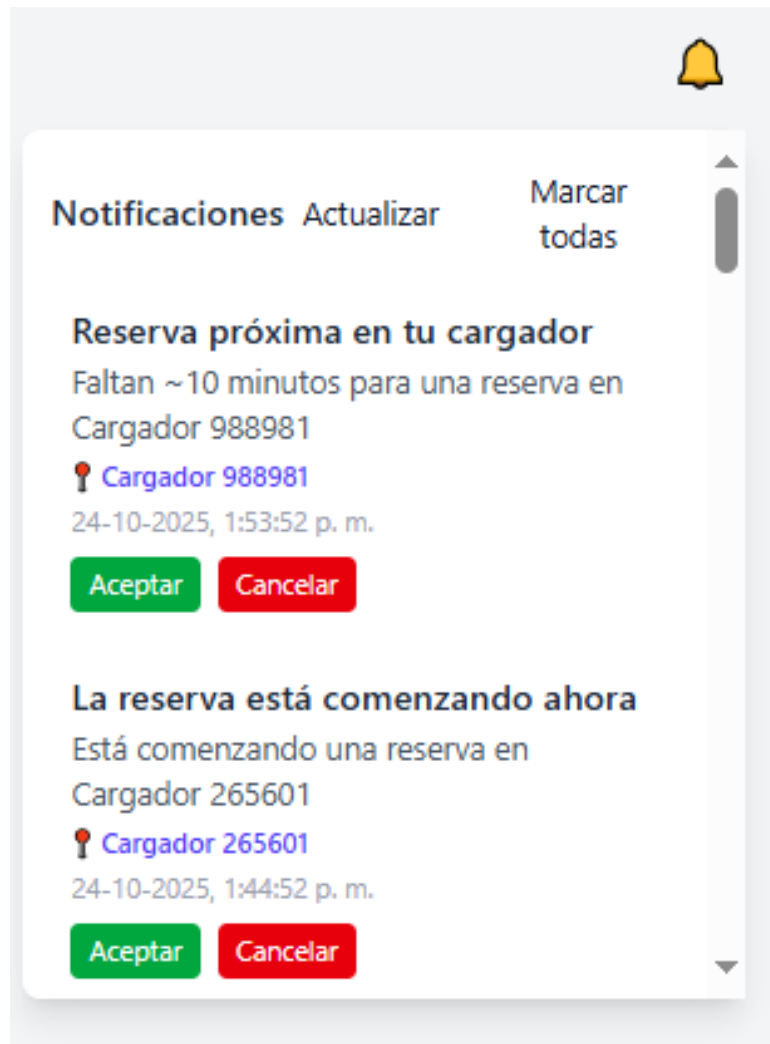 Notificaciones Actualizar Marcar todas
Reserva próxima en tu cargador
Faltan ~10 minutos para una reserva en
Cargador 988981
Cargador 988981
24-10-2025, 1:53:52 p. m.
Aceptar Cancelar
La reserva está comenzando ahora
Está comenzando una reserva en
Cargador 265601
Cargador 265601
24-10-2025, 1:44:52 p. m.
Aceptar Cancelar